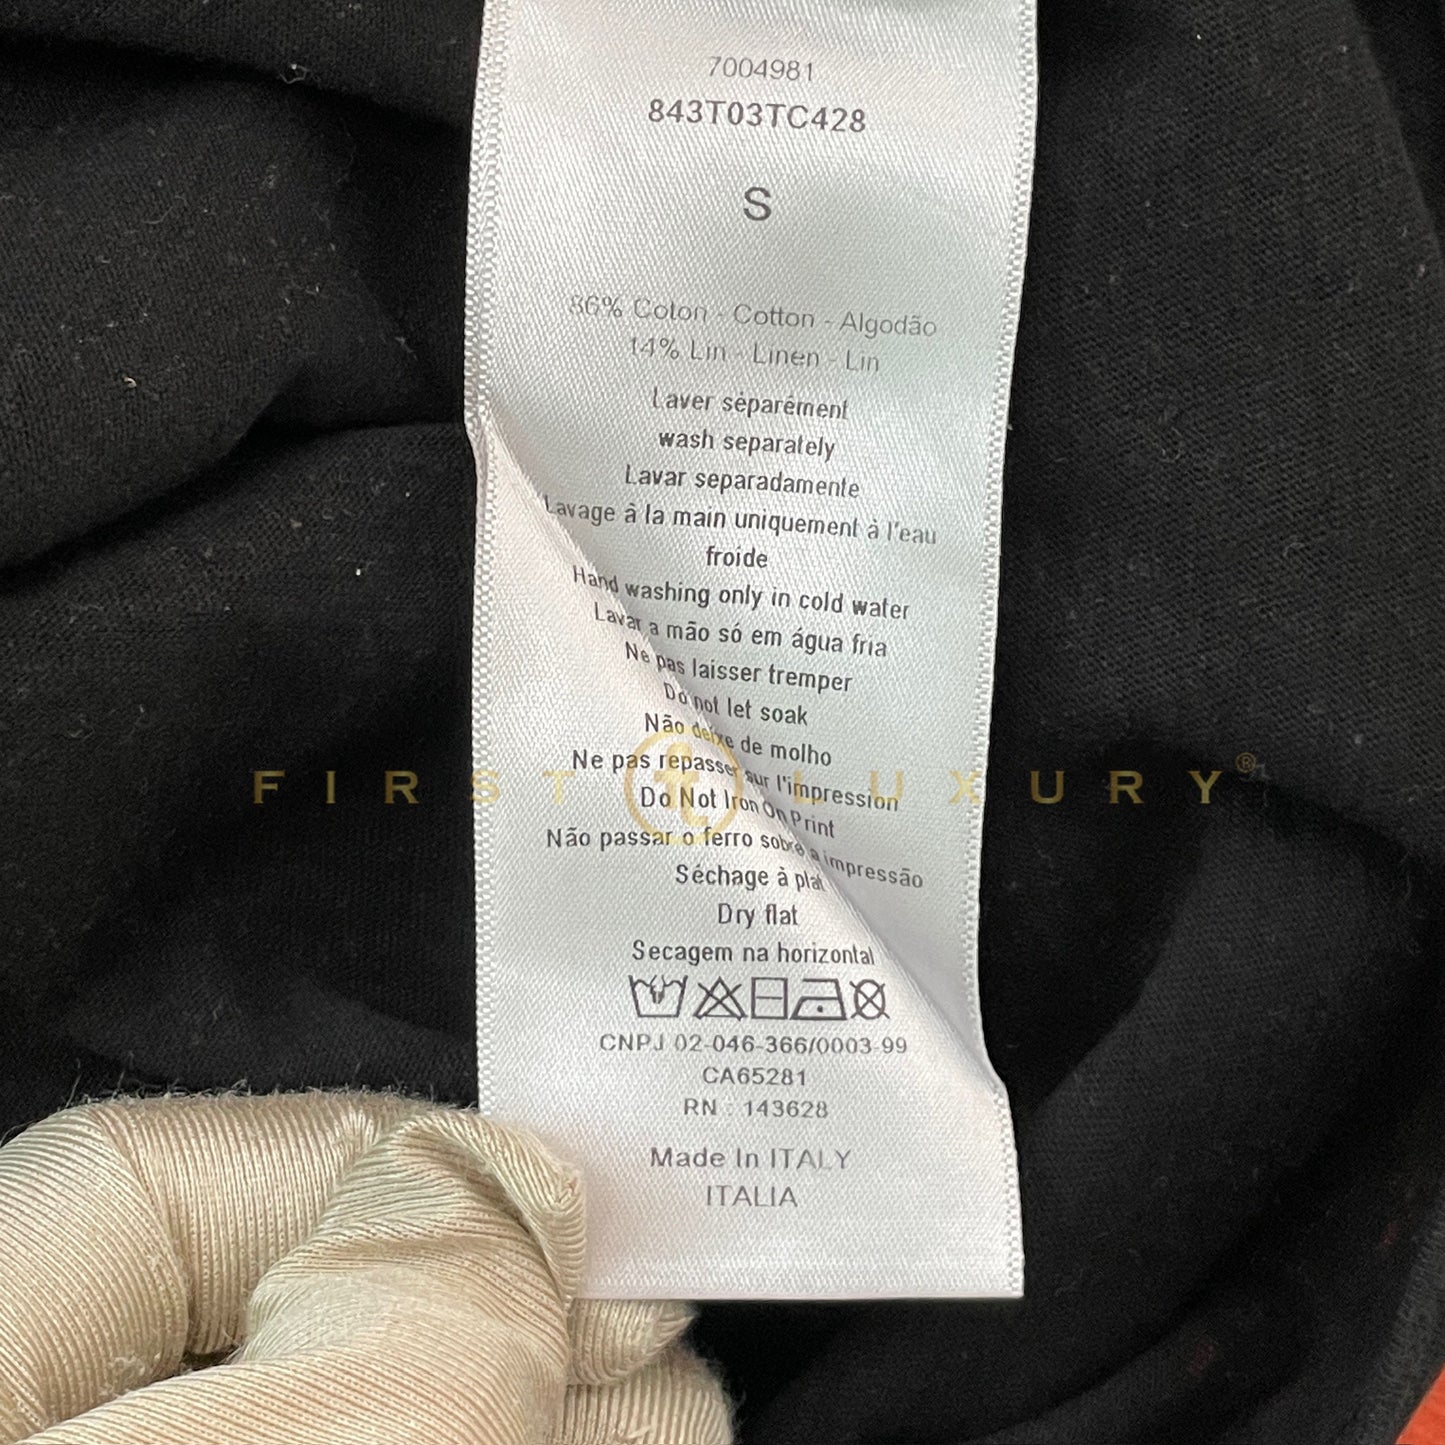 7004981
843T03TC428
S
86% Coton - Cotton - Algodão
14% Lin - Linen - Lin
Laver séparément
wash separately
Lavar separadamente
Lavage à la main uniquement à l'eau
froide
Hand washing only in cold water
Lavar a mão só em água fria
Ne pas laisser tremper
Do not let soak
Não deixe de molho
Ne pas repasser sur l'impression
Do Not Iron On Print
Não passar o ferro sobre a impressão
Séchage à plat
Dry flat
Secagem na horizontal
CNPJ 02-046-366/0003-99
CA65281
RN : 143628
Made In ITALY
ITALIA
FIRST LUXURY®